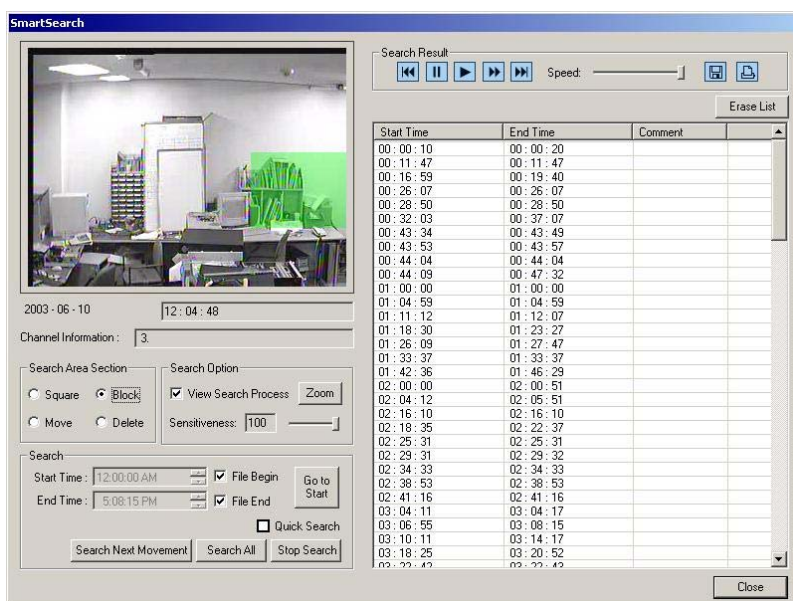 SmartSearch
2003 - 06 - 10
12 : 04 : 48
Channel Information :
3.
Search Area Section
Square
Block
Move
Delete
Search Option
View Search Process
Zoom
Sensitiveness:
100
Search
Start Time :
12:00:00 AM
File Begin
Go to
Start
End Time :
5:08:15 PM
File End
Quick Search
Search Next Movement
Search All
Stop Search
Search Result
Speed:
Erase List
Start Time End Time Comment
00 : 00 : 10 00 : 00 : 20
00 : 11 : 47 00 : 11 : 47
00 : 16 : 59 00 : 19 : 40
00 : 26 : 07 00 : 26 : 07
00 : 28 : 50 00 : 28 : 50
00 : 32 : 03 00 : 37 : 07
00 : 43 : 34 00 : 43 : 49
00 : 43 : 53 00 : 43 : 57
00 : 44 : 04 00 : 44 : 04
00 : 44 : 09 00 : 47 : 32
01 : 00 : 00 01 : 00 : 00
01 : 04 : 59 01 : 04 : 59
01 : 11 : 12 01 : 12 : 07
01 : 18 : 30 01 : 23 : 27
01 : 26 : 09 01 : 27 : 47
01 : 33 : 37 01 : 33 : 37
01 : 42 : 36 01 : 46 : 29
02 : 00 : 00 02 : 00 : 51
02 : 04 : 12 02 : 05 : 51
02 : 16 : 10 02 : 16 : 10
02 : 18 : 35 02 : 22 : 37
02 : 25 : 31 02 : 25 : 31
02 : 29 : 31 02 : 29 : 32
02 : 34 : 33 02 : 34 : 33
02 : 38 : 53 02 : 38 : 53
02 : 41 : 16 02 : 41 : 16
03 : 04 : 11 03 : 04 : 17
03 : 06 : 55 03 : 08 : 15
03 : 10 : 11 03 : 14 : 17
03 : 18 : 25 03 : 20 : 52
03 : 22 : 42 03 : 22 : 43
Close